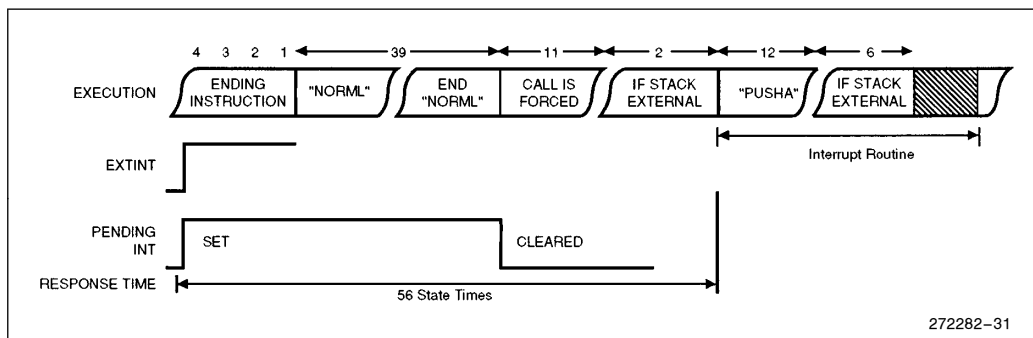 4 3 2 1 39 11 2 12 6
EXECUTION
ENDING
INSTRUCTION
"NORML"
END
"NORML"
CALL IS
FORCED
IF STACK
EXTERNAL
"PUSHA"
IF STACK
EXTERNAL
Interrupt Routine
EXTINT
PENDING
INT
SET
CLEARED
RESPONSE TIME
56 State Times
272282–31